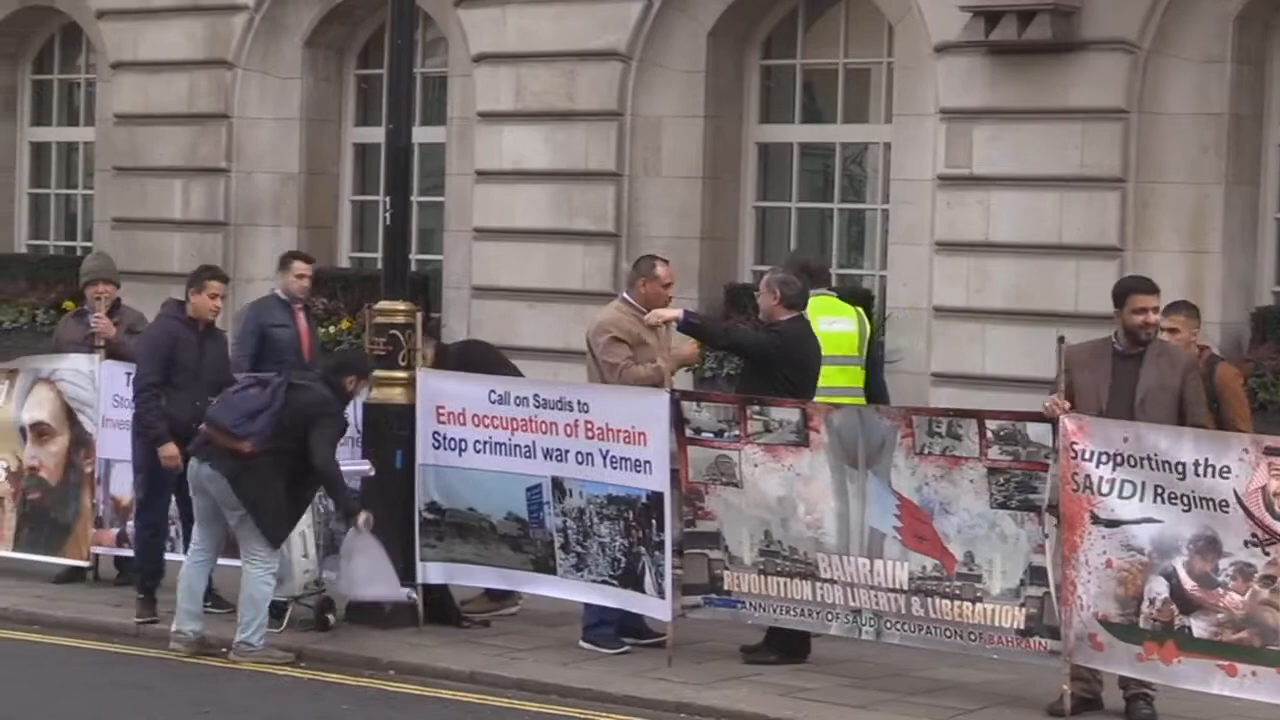 Call on Saudis to
End occupation of Bahrain
Stop criminal war on Yemen
BAHRAIN
REVOLUTION FOR LIBERTY & LIBERATION
ANNIVERSARY OF SAUDI OCCUPATION OF BAHRAIN
Supporting the
SAUDI Regime